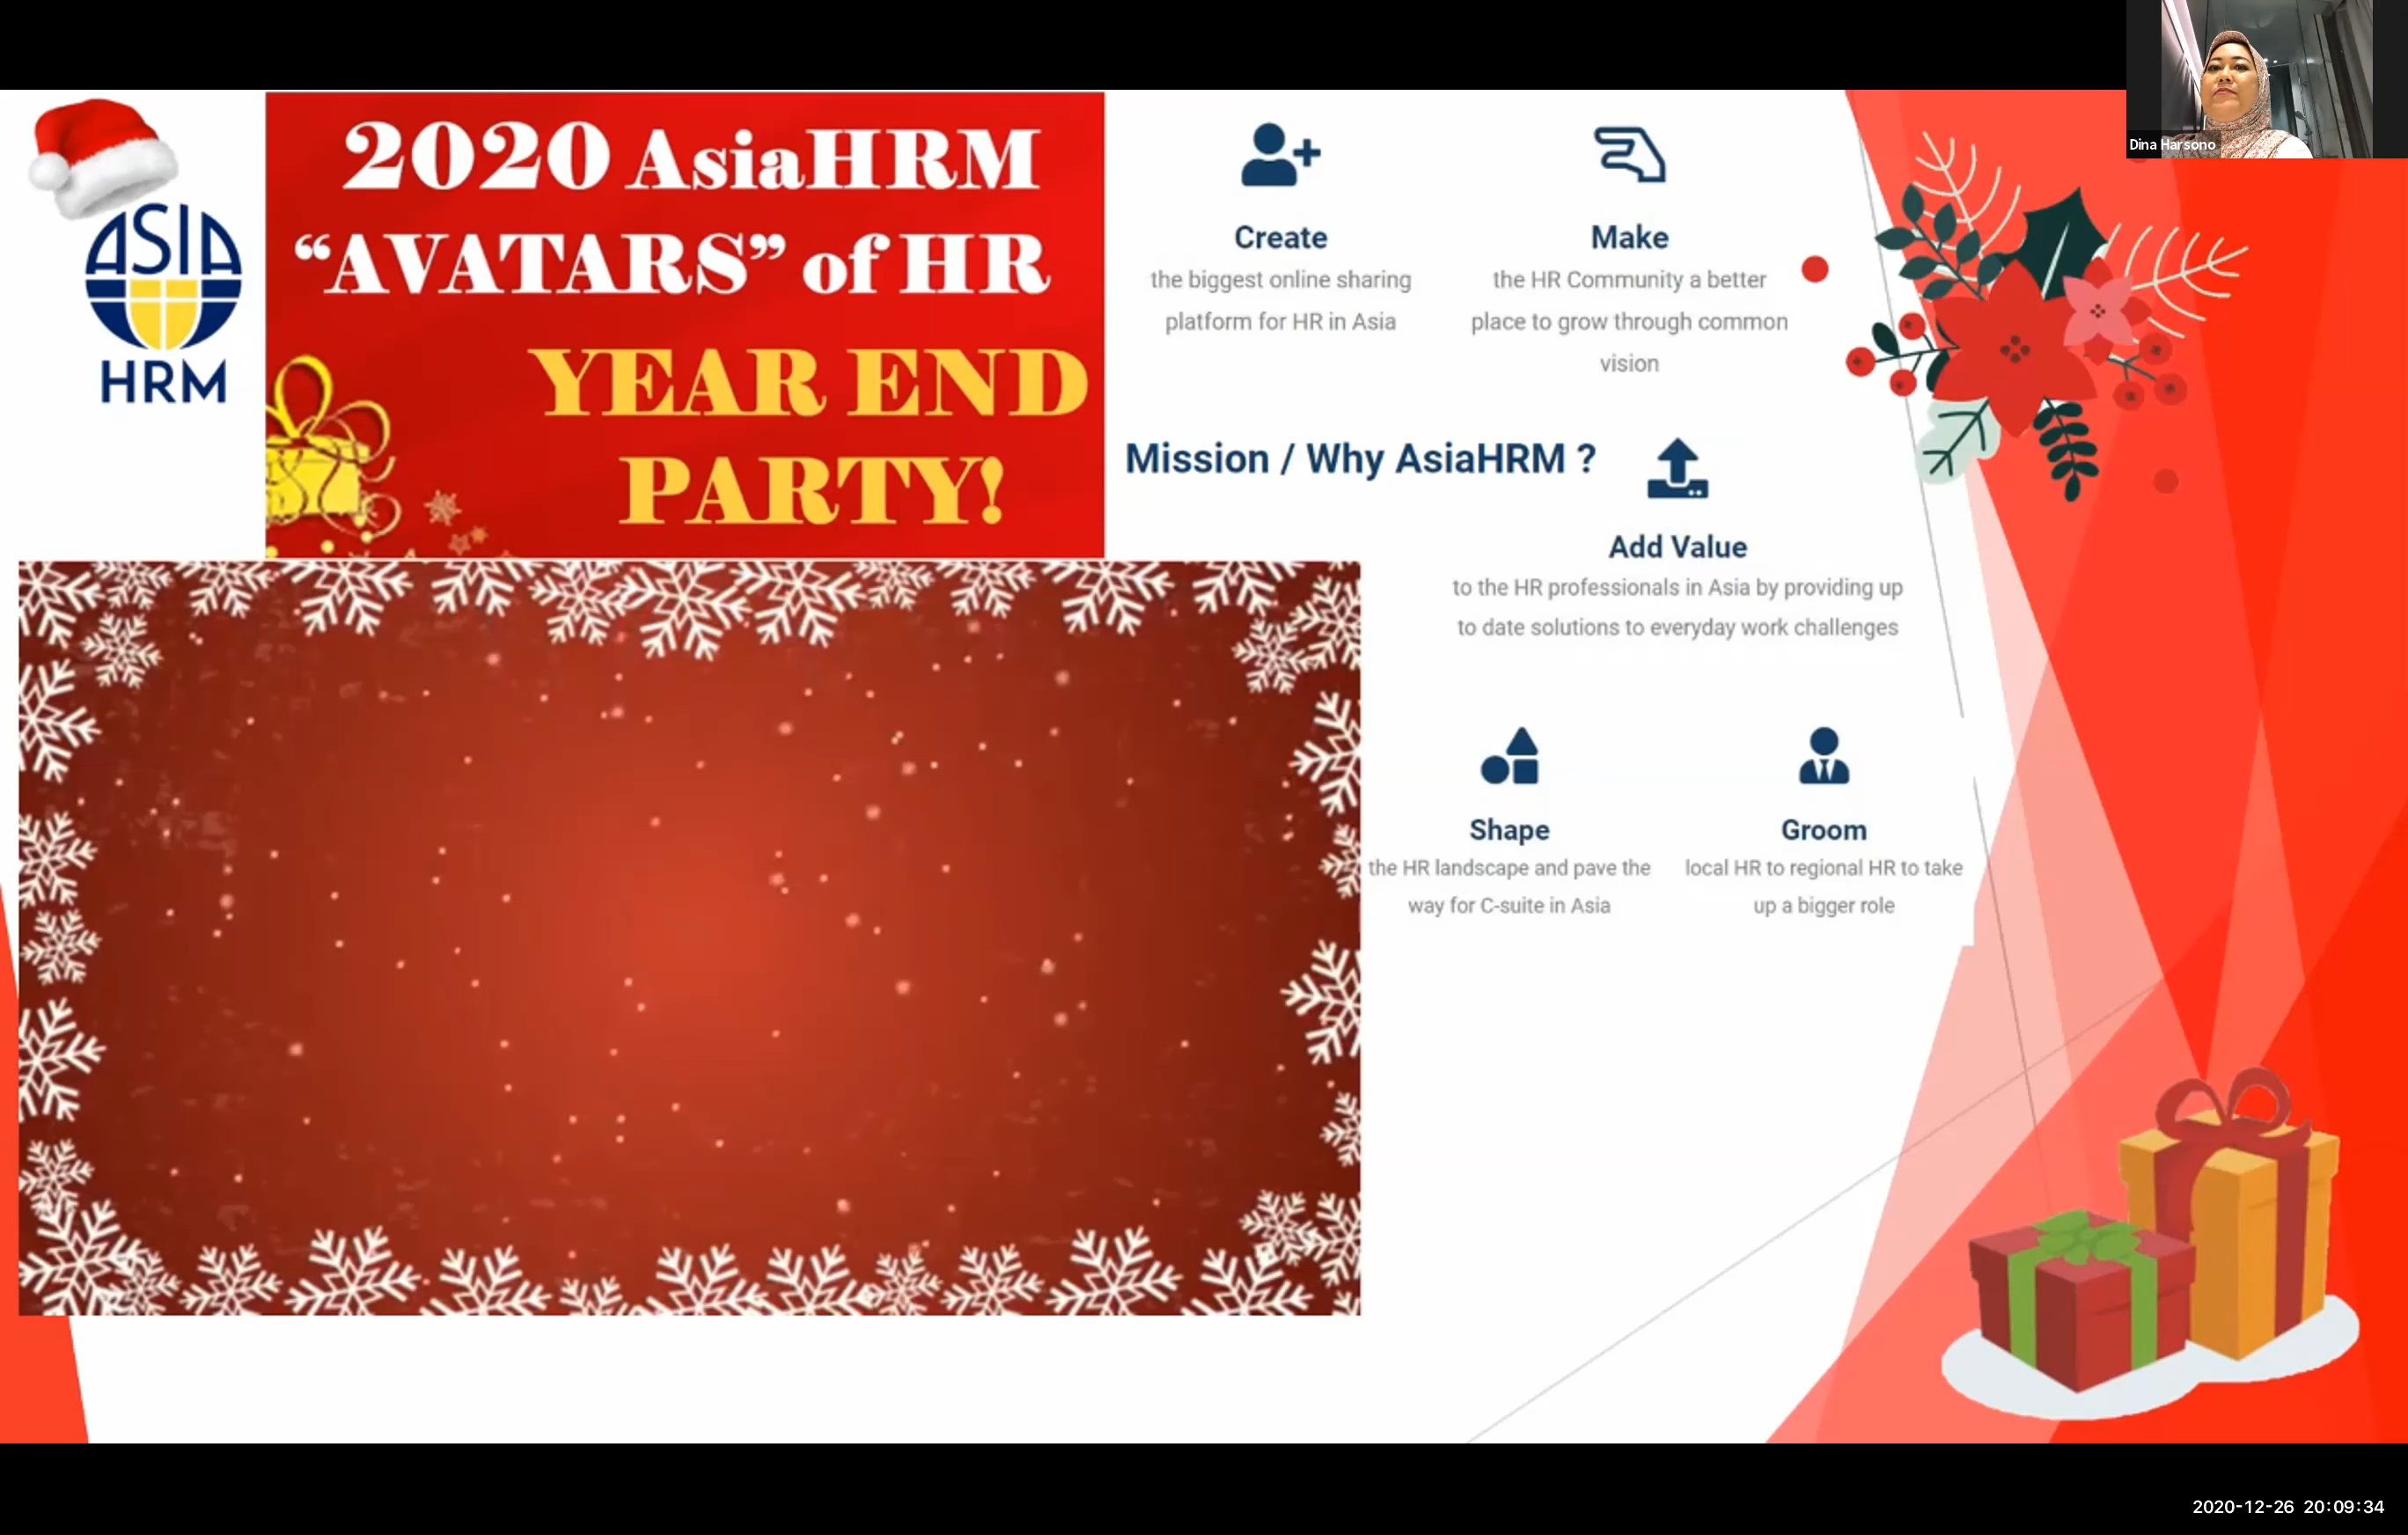 ASIA
HRM
2020 AsiaHRM
“AVATARS” of HR
YEAR END
PARTY!
Create
the biggest online sharing
platform for HR in Asia
Make
the HR Community a better
place to grow through common
vision
Mission / Why AsiaHRM ?
Add Value
to the HR professionals in Asia by providing up
to date solutions to everyday work challenges
Shape
the HR landscape and pave the
way for C-suite in Asia
Groom
local HR to regional HR to take
up a bigger role
Dina Harsono
2020-12-26 20:09:34